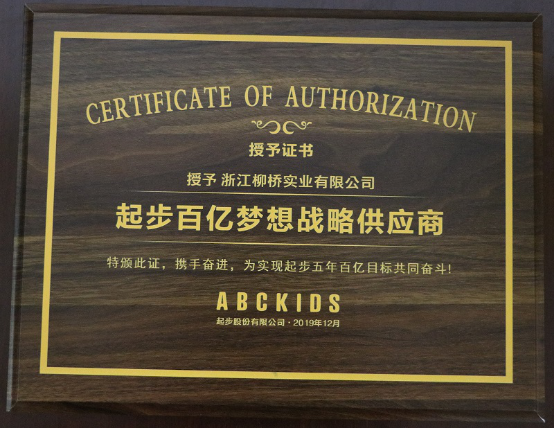 CERTIFICATE OF AUTHORIZATION
授予证书
授予 浙江柳桥实业有限公司
起步百亿梦想战略供应商
特颁此证，携手奋进，为实现起步五年百亿目标共同奋斗!
ABCKIDS
起步股份有限公司·2019年12月